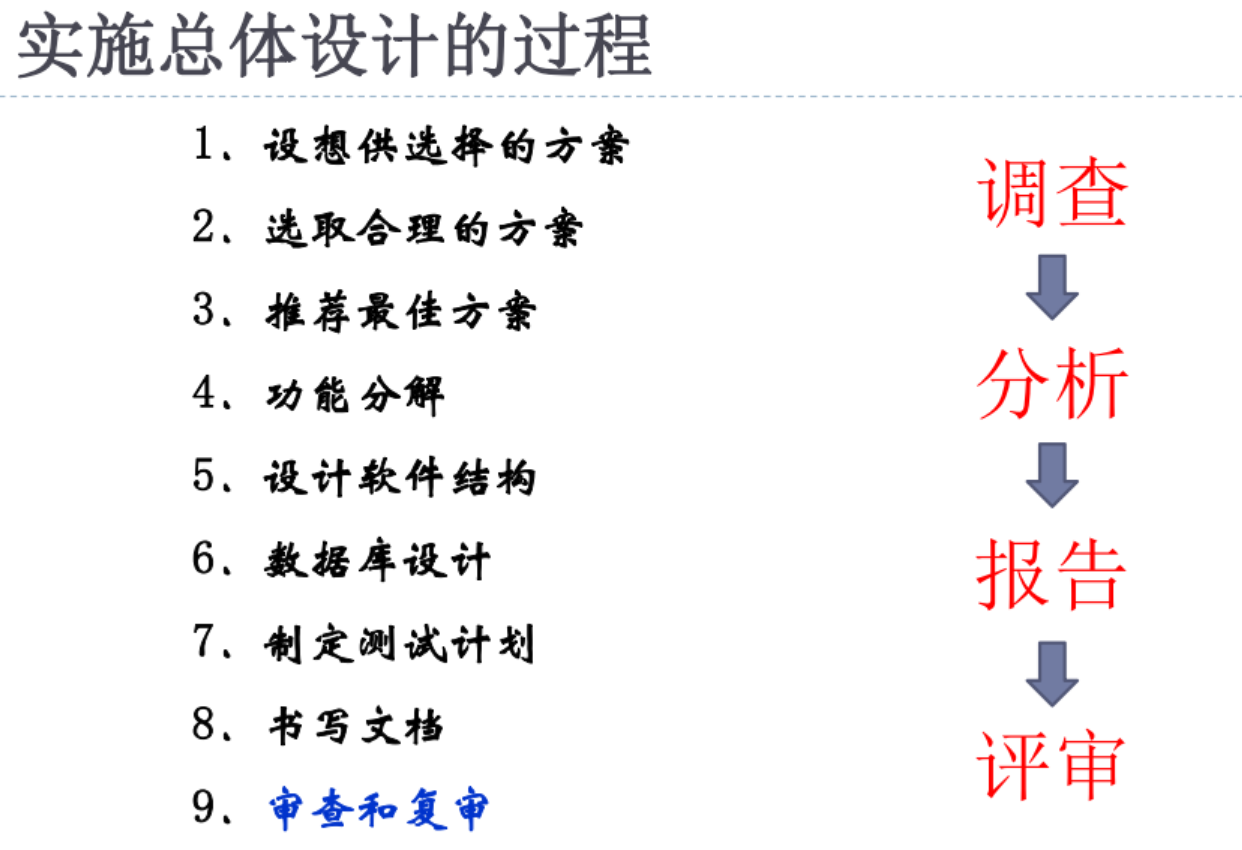 实施总体设计的过程
1、设想供选择的方案
2、选取合理的方案
3、推荐最佳方案
4、功能分解
5、设计软件结构
6、数据库设计
7、制定测试计划
8、书写文档
9、审查和复审
调查
分析
报告
评审